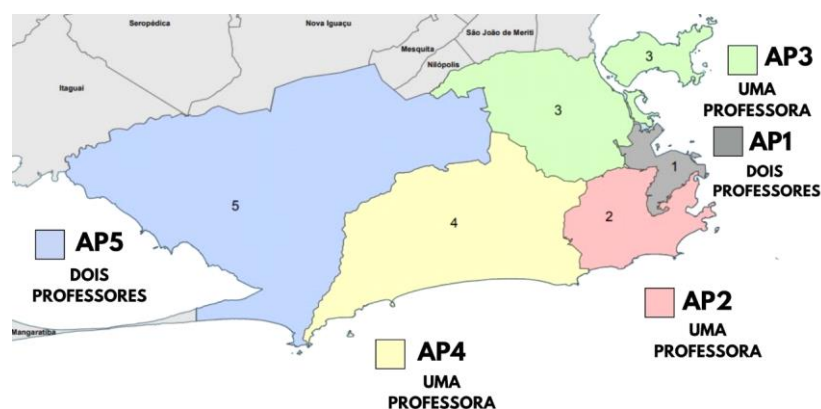 Seropédica
Nova Iguaçu
São João de Meriti
Mesquita
Nilópolis
Itaguaí
3
AP3
UMA
PROFESSORA
3
AP1
DOIS
PROFESSORES
1
5
4
2
AP5
DOIS
PROFESSORES
Mangaratiba
AP2
UMA
PROFESSORA
AP4
UMA
PROFESSORA